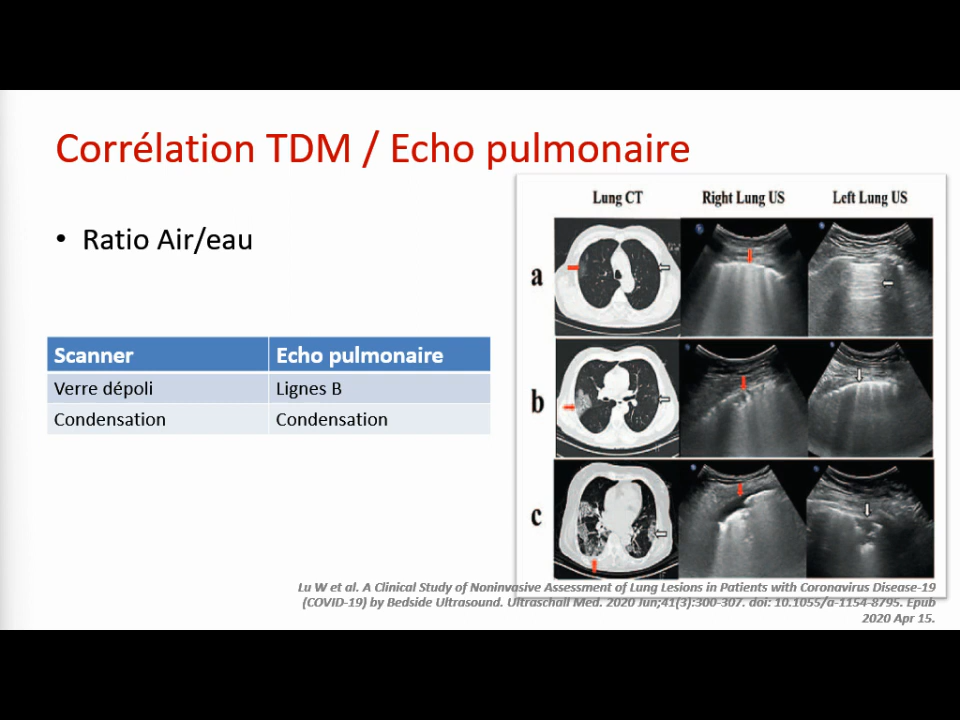 Corrélation TDM / Echo pulmonaire
• Ratio Air/eau
Scanner Echo pulmonaire
Verre dépoli Lignes B
Condensation Condensation
Lung CT Right Lung US Left Lung US
a
b
c
Lu W et al. A Clinical Study of Noninvasive Assessment of Lung Lesions in Patients with Coronavirus Disease-19
(COVID-19) by Bedside Ultrasound. Ultraschall Med. 2020 Jun;41(3):300-307. doi: 10.1055/a-1154-8795. Epub
2020 Apr 15.